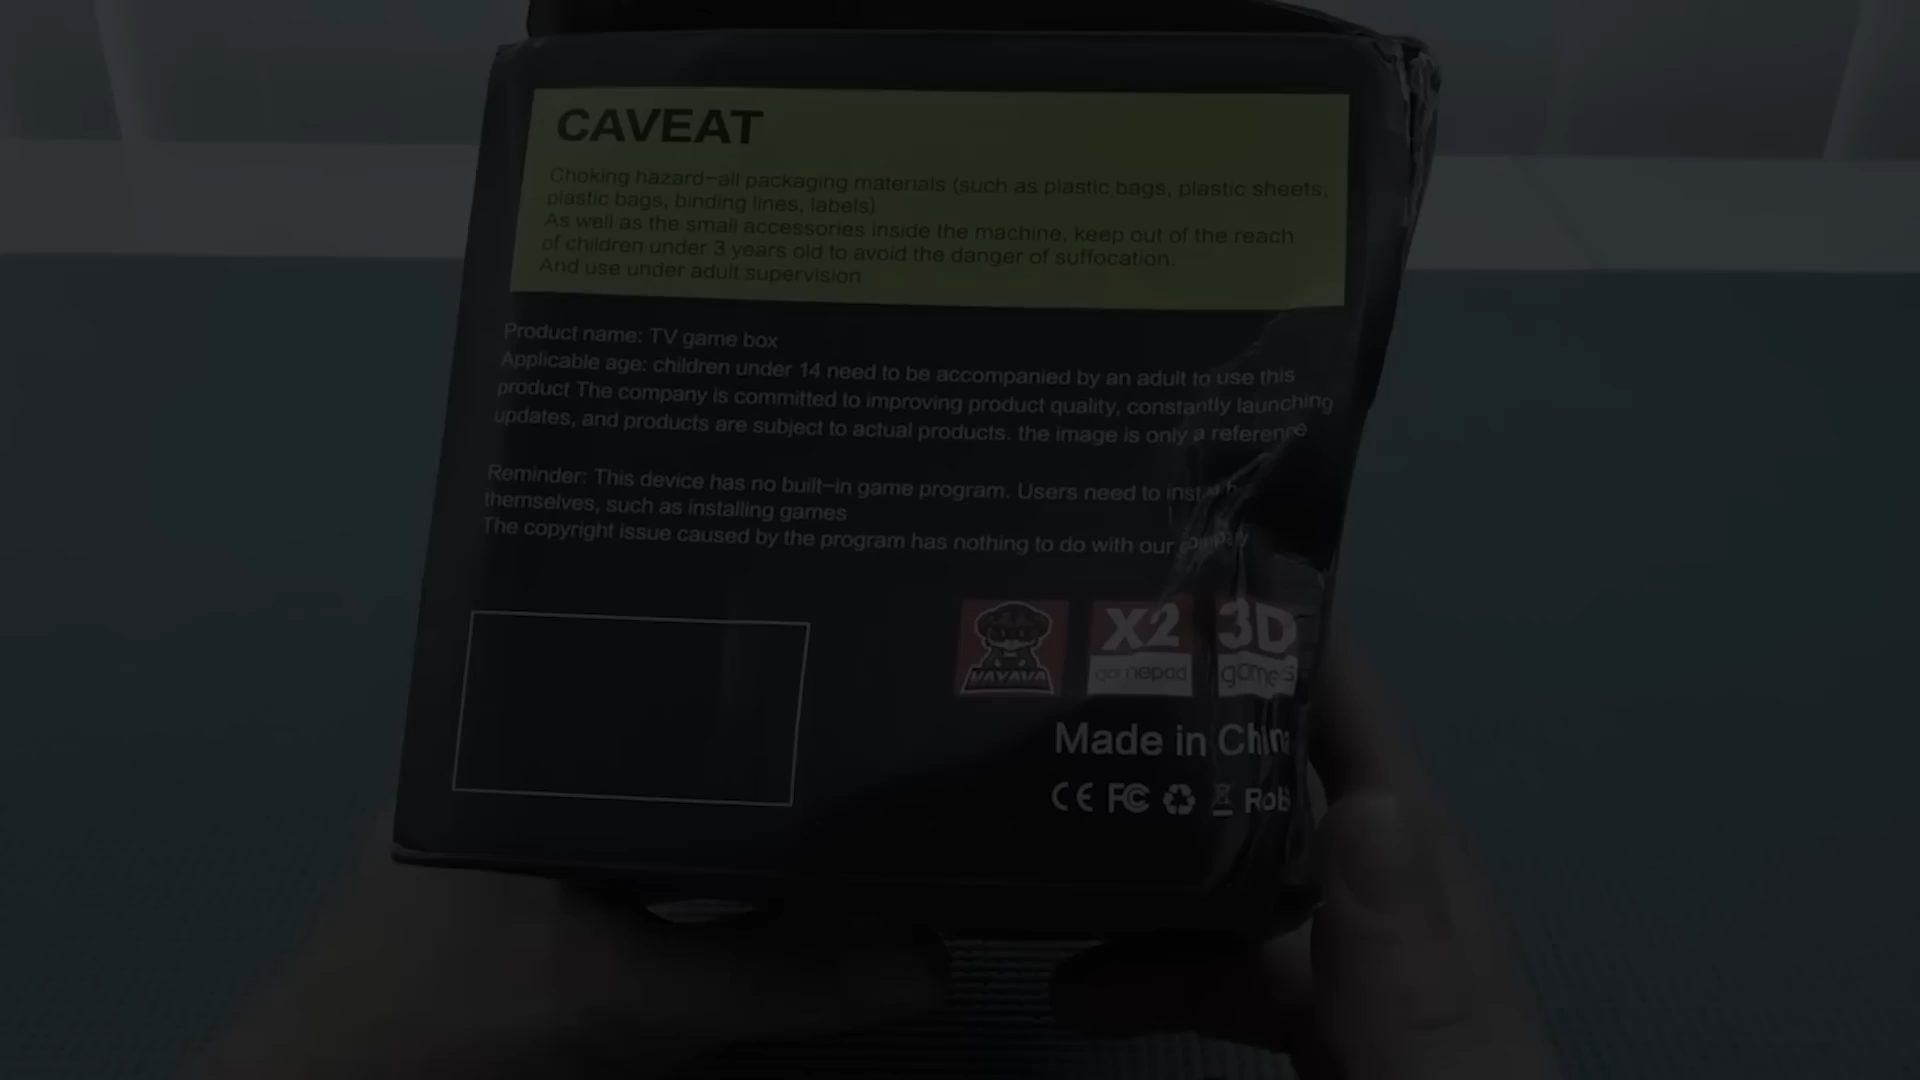 CAVEAT
Choking hazard-all packaging materials (such as plastic bags, plastic sheets,
plastic bags, binding lines, labels)
As well as the small accessories inside the machine, keep out of the reach
of children under 3 years old to avoid the danger of suffocation.
And use under adult supervision
Product name: TV game box
Applicable age: children under 14 need to be accompanied by an adult to use this
product The company is committed to improving product quality, constantly launching
updates, and products are subject to actual products. the image is only a reference
Reminder: This device has no built-in game program. Users need to
themselves, such as installing games
The copyright issue caused by the program has nothing to do with our company
X2
gamepad
3D
games
Made in China
CE FC